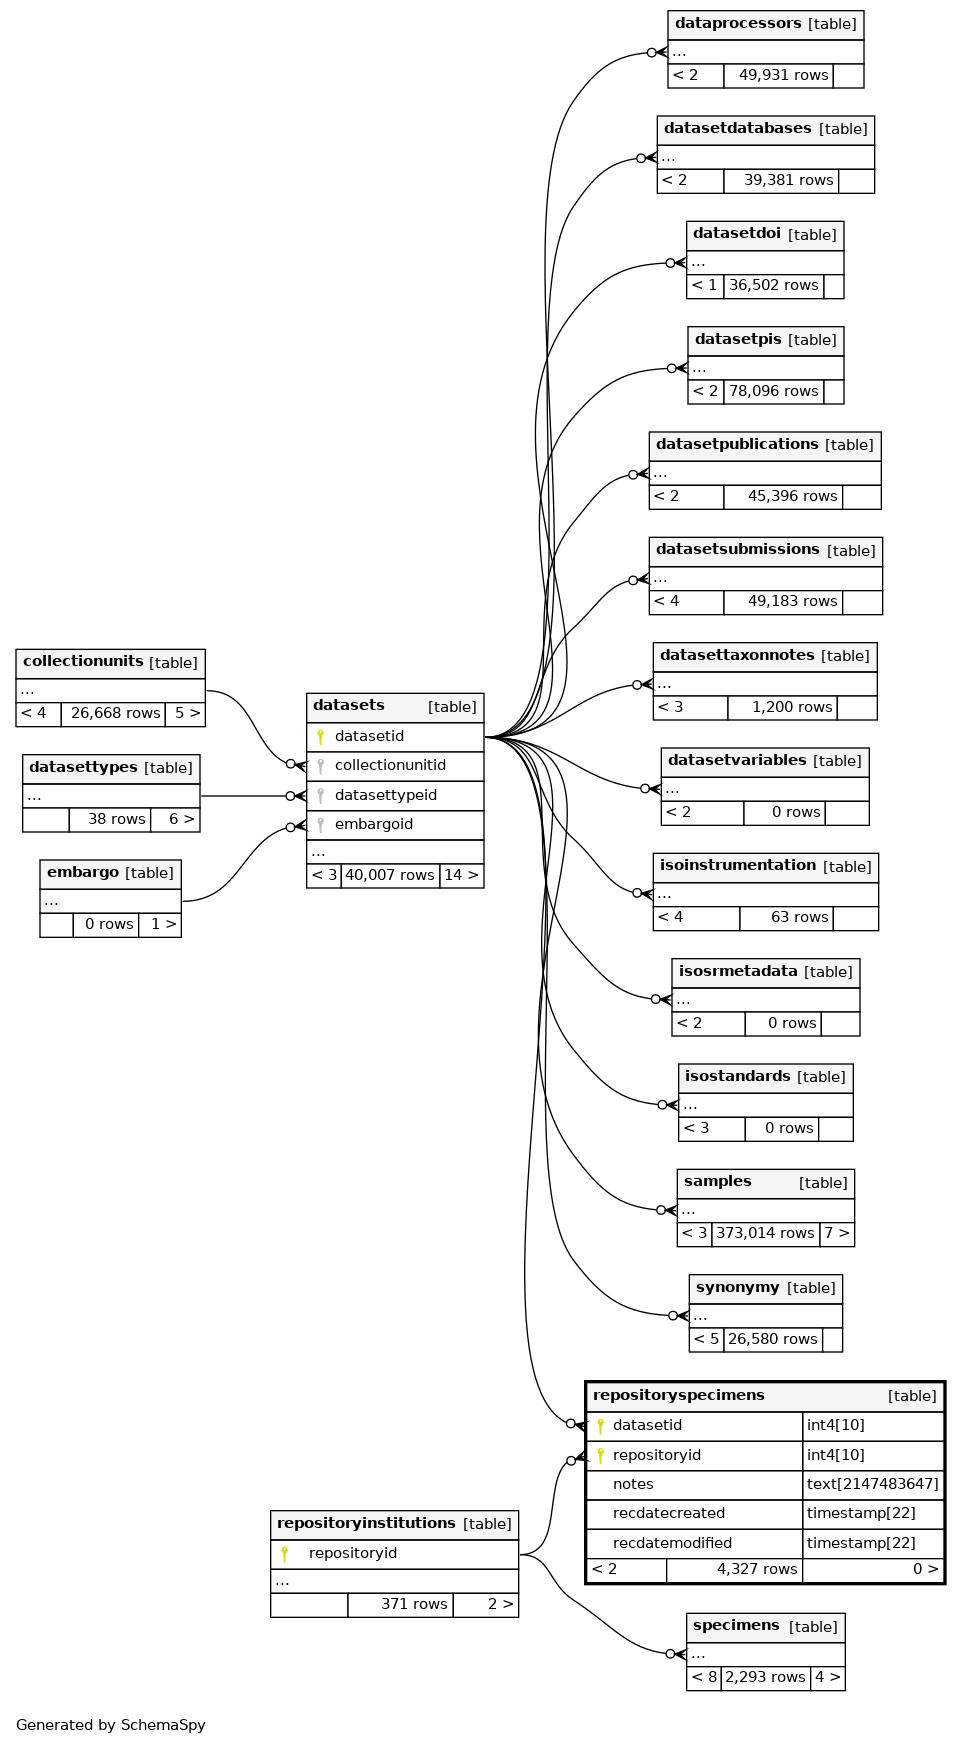 dataprocessors [table]
...
< 2 49,931 rows
datasetdatabases [table]
...
< 2 39,381 rows
datasetdoi [table]
...
< 1 36,502 rows
datasetpis [table]
...
< 2 78,096 rows
datasetpublications [table]
...
< 2 45,396 rows
datasetsubmissions [table]
...
< 4 49,183 rows
datasettaxonnotes [table]
...
< 3 1,200 rows
collectionunits [table]
...
< 4 26,668 rows 5 >
datasettypes [table]
...
38 rows 6 >
embargo [table]
...
0 rows 1 >
datasets [table]
datasetid
collectionunitid
datasettypeid
embargoid
...
< 3 40,007 rows 14 >
datasetvariables [table]
...
< 2 0 rows
isoinstrumentation [table]
...
< 4 63 rows
isosrmetadata [table]
...
< 2 0 rows
isostandards [table]
...
< 3 0 rows
samples [table]
...
< 3 373,014 rows 7 >
synonymy [table]
...
< 5 26,580 rows
repositoryspecimens [table]
datasetid int4[10]
repositoryid int4[10]
notes text[2147483647]
recdatecreated timestamp[22]
recdatemodified timestamp[22]
< 2 4,327 rows 0 >
repositoryinstitutions [table]
repositoryid
...
371 rows 2 >
specimens [table]
...
< 8 2,293 rows 4 >
Generated by SchemaSpy